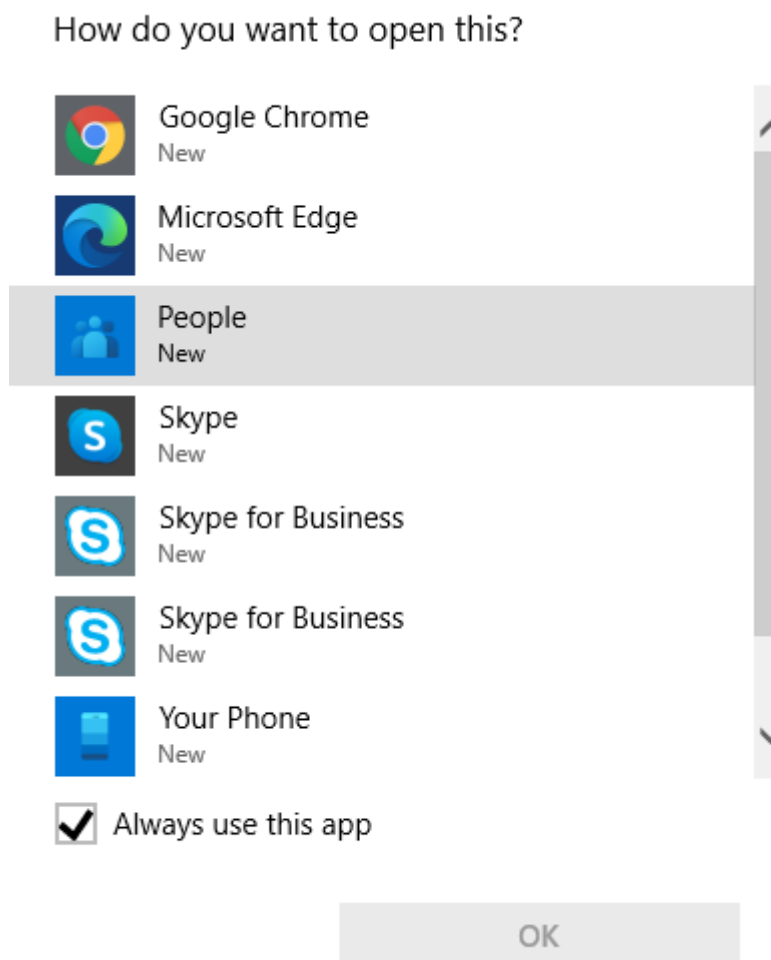 How do you want to open this?
Google Chrome
New
Microsoft Edge
New
People
New
Skype
New
Skype for Business
New
Skype for Business
New
Your Phone
New
Always use this app
OK